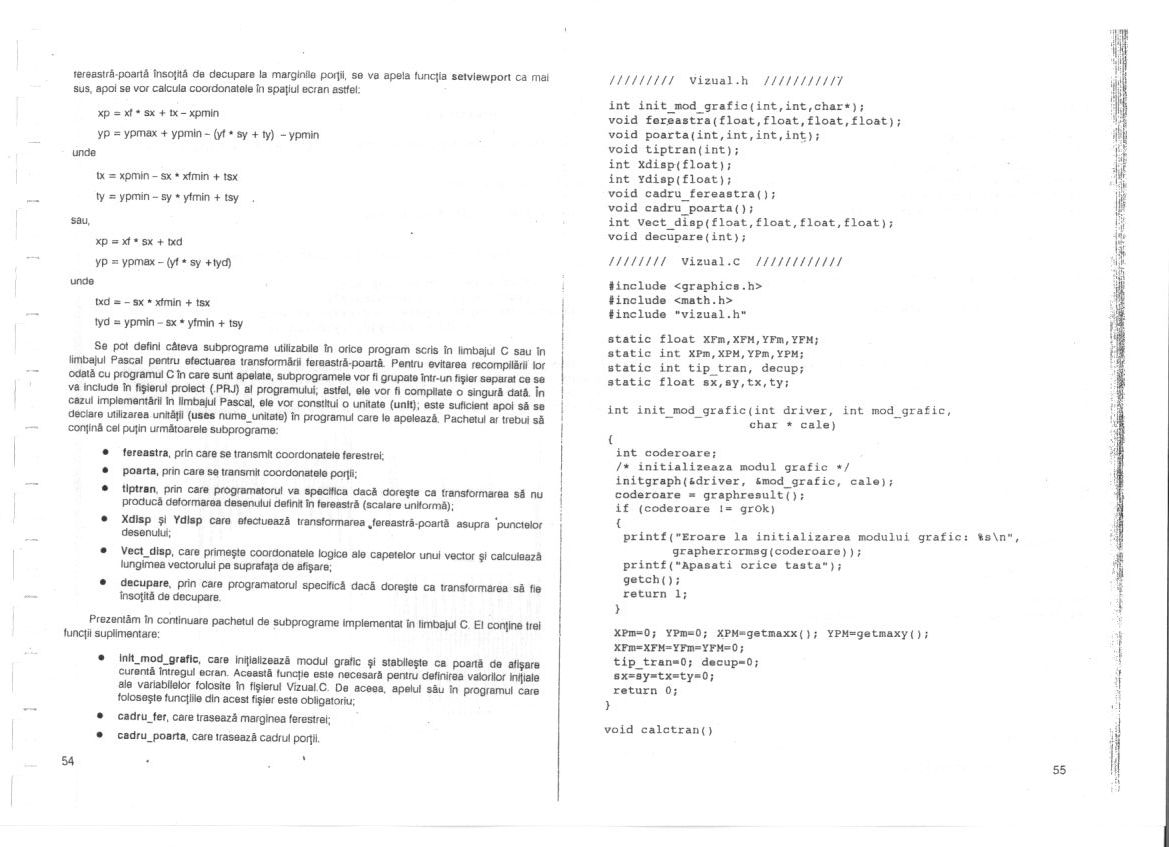 fereastră-poartă însoţită de decupare la marginile porţii, se va apela funcţia setviewport ca mai
sus, apoi se vor calcula coordonatele în spaţiul ecran astfel:
xp = xf * sx + tx – xpmin
yp = ypmax + ypmin – (yf * sy + ty) – ypmin
unde
tx = xpmin – sx * xfmin + tsx
ty = ypmin – sy * yfmin + tsy
sau,
xp = xf * sx + txd
yp = ypmax – (yf * sy +tyd)
unde
txd = – sx * xfmin + tsx
tyd = ypmin – sx * yfmin + tsy
Se pot defini câteva subprograme utilizabile în orice program scris în limbajul C sau în
limbajul Pascal pentru efectuarea transformării fereastră-poartă. Pentru evitarea recompilării lor
odată cu programul C în care sunt apelate, subprogramele vor fi grupate într-un fişier separat ce se
va include în fişierul proiect (.PRJ) al programului; astfel, ele vor fi compilate o singură dată. În
cazul implementării în limbajul Pascal, ele vor constitui o unitate (unit); este suficient apoi să se
declare utilizarea unităţii (uses nume_unitate) în programul care le apelează. Pachetul ar trebui să
conţină cel puţin următoarele subprograme:
● fereastra, prin care se transmit coordonatele ferestrei;
● poarta, prin care se transmit coordonatele porţii;
● tiptran, prin care programatorul va specifica dacă doreşte ca transformarea să nu
producă deformarea desenului definit în fereastră (scalare uniformă);
● Xdisp şi Ydisp care efectuează transformarea fereastră-poartă asupra punctelor
desenului;
● Vect_disp, care primeşte coordonatele logice ale capetelor unui vector şi calculează
lungimea vectorului pe suprafaţa de afişare;
● decupare, prin care programatorul specifică dacă doreşte ca transformarea să fie
însoţită de decupare.
Prezentăm în continuare pachetul de subprograme implementat în limbajul C. El conţine trei
funcţii suplimentare:
● init_mod_grafic, care iniţializează modul grafic şi stabileşte ca poartă de afişare
curentă întregul ecran. Această funcţie este necesară pentru definirea valorilor iniţiale
ale variabilelor folosite în fişierul Vizual.C. De aceea, apelul său în programul care
foloseşte funcţiile din acest fişier este obligatoriu;
● cadru_fer, care trasează marginea ferestrei;
● cadru_poarta, care trasează cadrul porţii.
54
///////// Vizual.h ///////////
int init_mod_grafic(int,int,char*);
void fereastra(float,float,float,float);
void poarta(int,int,int,int);
void tiptran(int);
int Xdisp(float);
int Ydisp(float);
void cadru_fereastra();
void cadru_poarta();
int Vect_disp(float,float,float,float);
void decupare(int);
//////// Vizual.C ////////////
#include <graphics.h>
#include <math.h>
#include "vizual.h"
static float XFm,XFM,YFm,YFM;
static int XPm,XPM,YPm,YPM;
static int tip_tran, decup;
static float sx,sy,tx,ty;
int init_mod_grafic(int driver, int mod_grafic,
char * cale)
{
int coderoare;
/* initializeaza modul grafic */
initgraph(&driver, &mod_grafic, cale);
coderoare = graphresult();
if (coderoare != grOk)
{
printf("Eroare la initializarea modului grafic: %s\n",
grapherrormsg(coderoare));
printf("Apasati orice tasta");
getch();
return 1;
}
XPm=0; YPm=0; XPM=getmaxx(); YPM=getmaxy();
XFm=XFM=YFm=YFM=0;
tip_tran=0; decup=0;
sx=sy=tx=ty=0;
return 0;
}
void calctran()
55